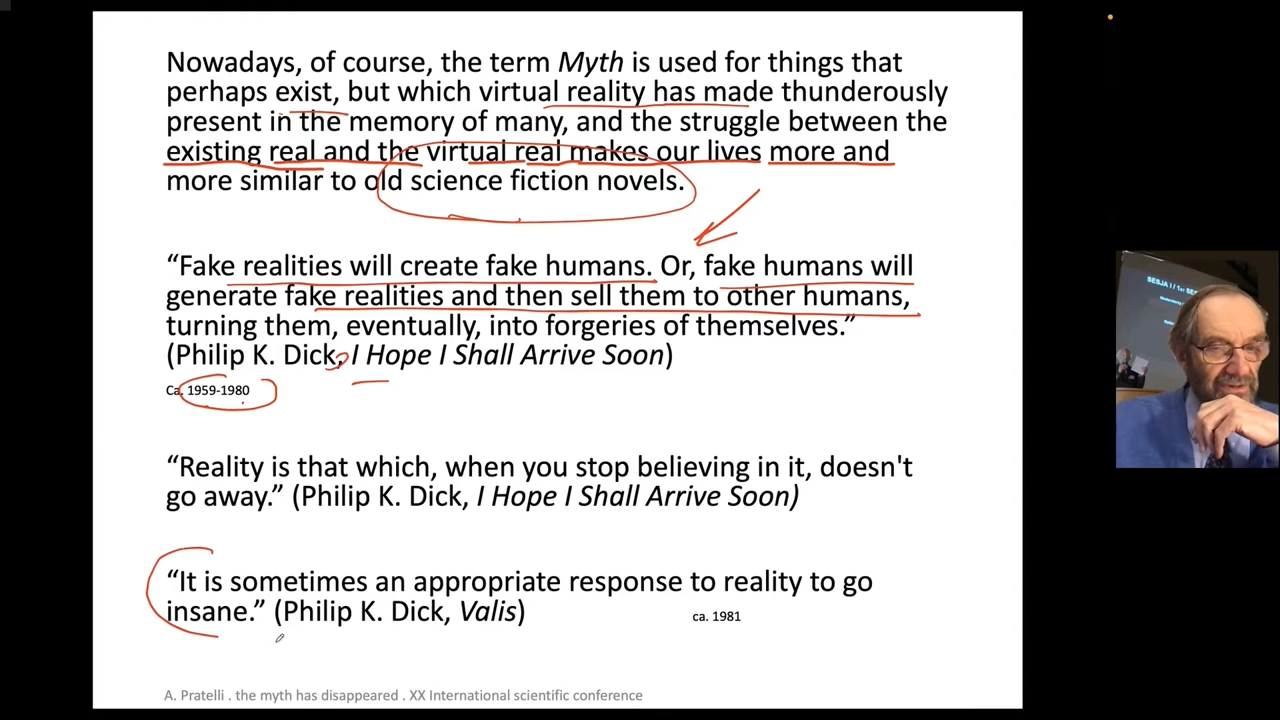 Nowadays, of course, the term Myth is used for things that
perhaps exist, but which virtual reality has made thunderously
present in the memory of many, and the struggle between the
existing real and the virtual real makes our lives more and
more similar to old science fiction novels.
“Fake realities will create fake humans. Or, fake humans will
generate fake realities and then sell them to other humans,
turning them, eventually, into forgeries of themselves.”
(Philip K. Dick, I Hope I Shall Arrive Soon)
Ca. 1959-1980
“Reality is that which, when you stop believing in it, doesn't
go away.” (Philip K. Dick, I Hope I Shall Arrive Soon)
“It is sometimes an appropriate response to reality to go
insane.” (Philip K. Dick, Valis)
ca. 1981
A. Pratelli . the myth has disappeared . XX International scientific conference
SESJA I / 1st SE